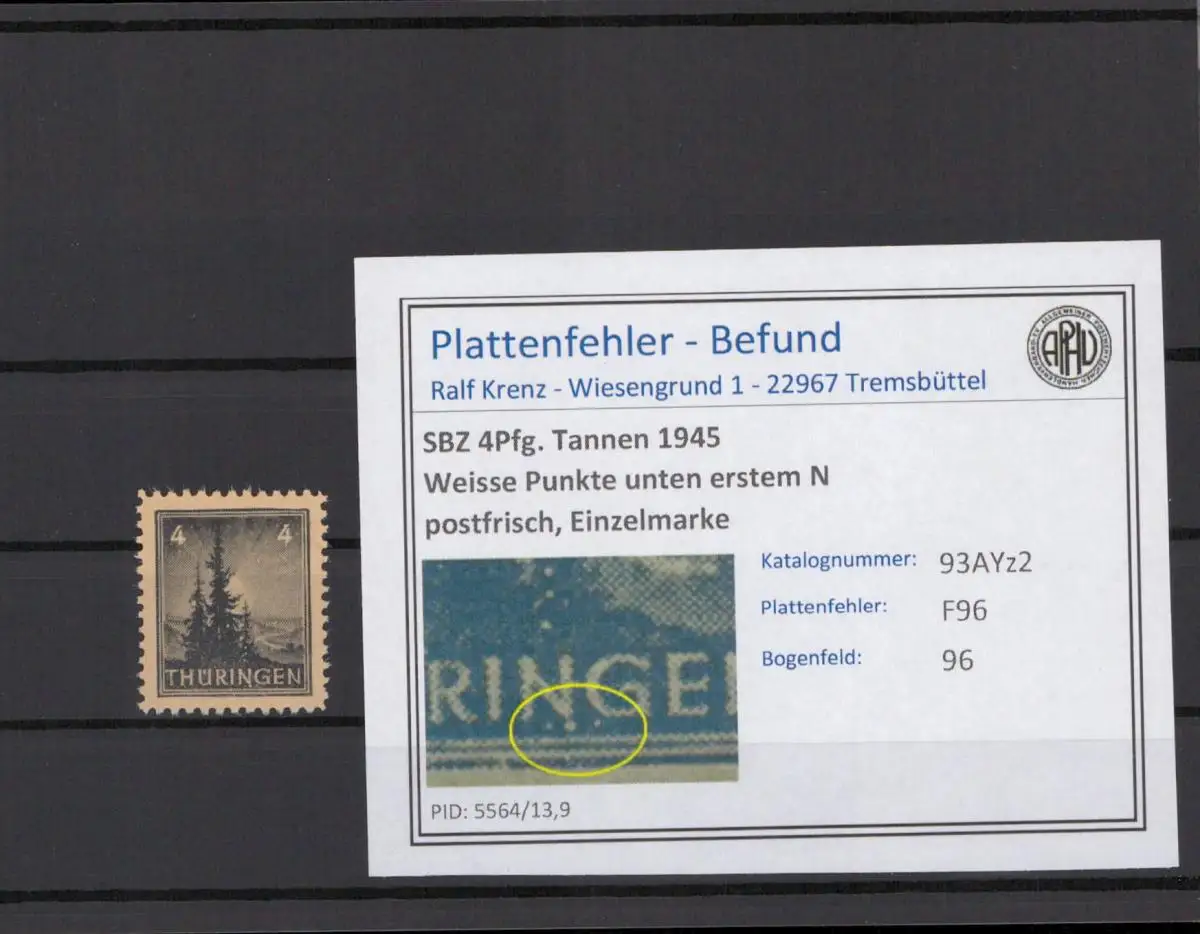 4 4
THÜRINGEN
Plattenfehler - Befund
Ralf Krenz - Wiesengrund 1 - 22967 Tremsbüttel
APHV
SBZ 4Pfg. Tannen 1945
Weisse Punkte unten erstem N
postfrisch, Einzelmarke
RINGE
Katalognummer: 93AYz2
Plattenfehler: F96
Bogenfeld: 96
PID: 5564/13,9